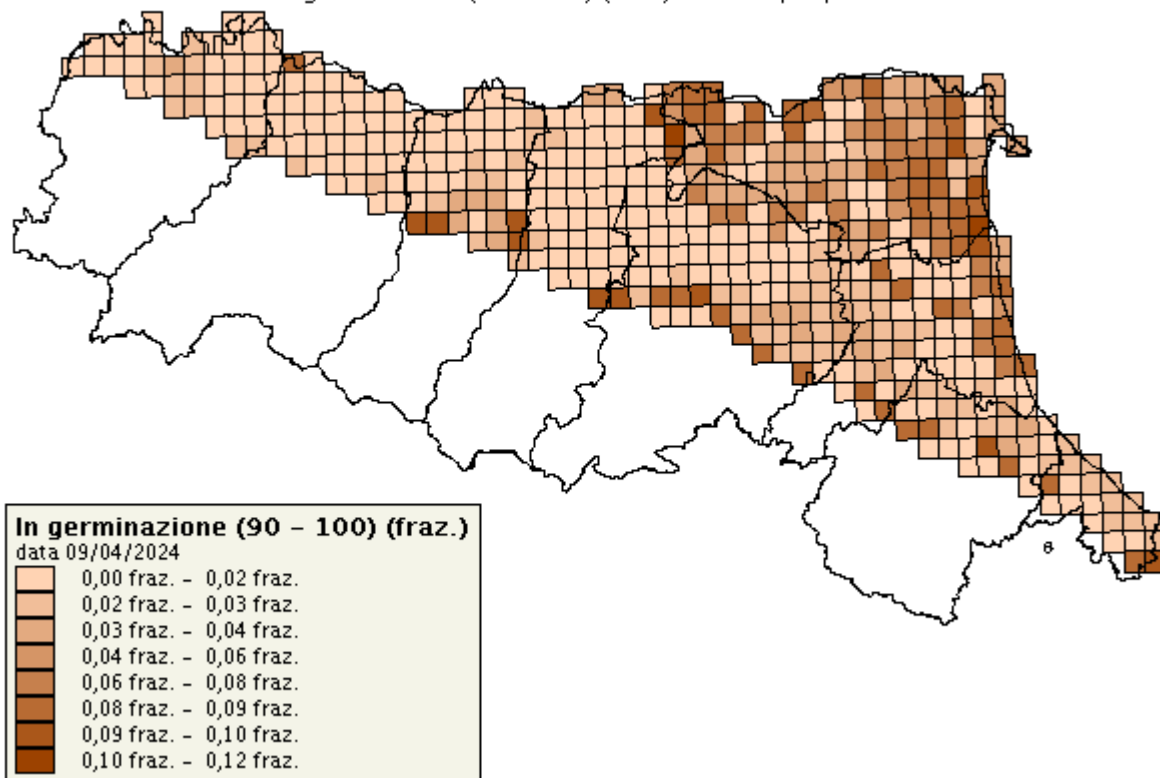 In germinazione (90 – 100) (fraz.)
data 09/04/2024
0,00 fraz. – 0,02 fraz.
0,02 fraz. – 0,03 fraz.
0,03 fraz. – 0,04 fraz.
0,04 fraz. – 0,06 fraz.
0,06 fraz. – 0,08 fraz.
0,08 fraz. – 0,09 fraz.
0,09 fraz. – 0,10 fraz.
0,10 fraz. – 0,12 fraz.